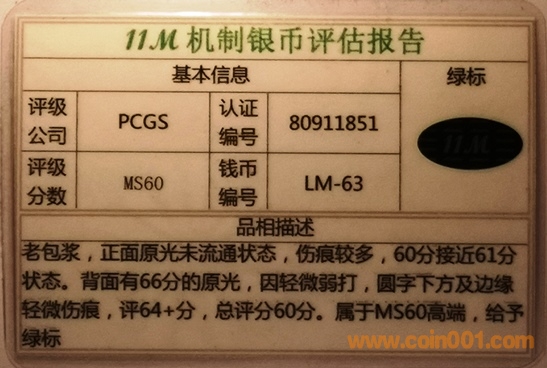 11M 机制银币评估报告
基本信息
绿标
评级公司
PCGS
认证编号
80911851
11M
评级分数
MS60
钱币编号
LM-63
品相描述
老包浆，正面原光未流通状态，伤痕较多，60分接近61分
状态。背面有66分的原光，因轻微弱打，圆字下方及边缘
轻微伤痕，评64+分，总评分60分。属于MS60高端，给予
绿标
www.coin001.com